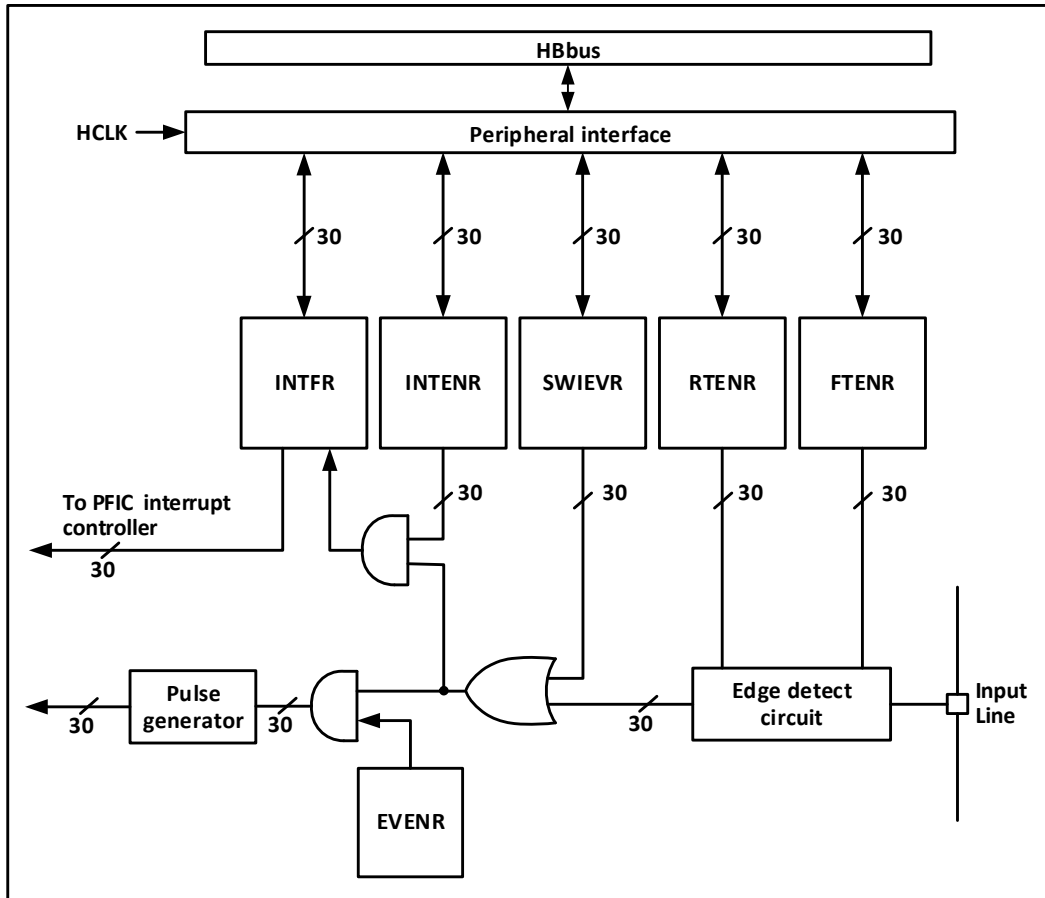 HBbus
HCLK
Peripheral interface
30
30
30
30
30
INTFR
INTENR
SWIEVR
RTENR
FTENR
30
30
30
30
To PFIC interrupt
controller
30
Pulse
generator
Edge detect
circuit
Input
Line
30
30
30
EVENR